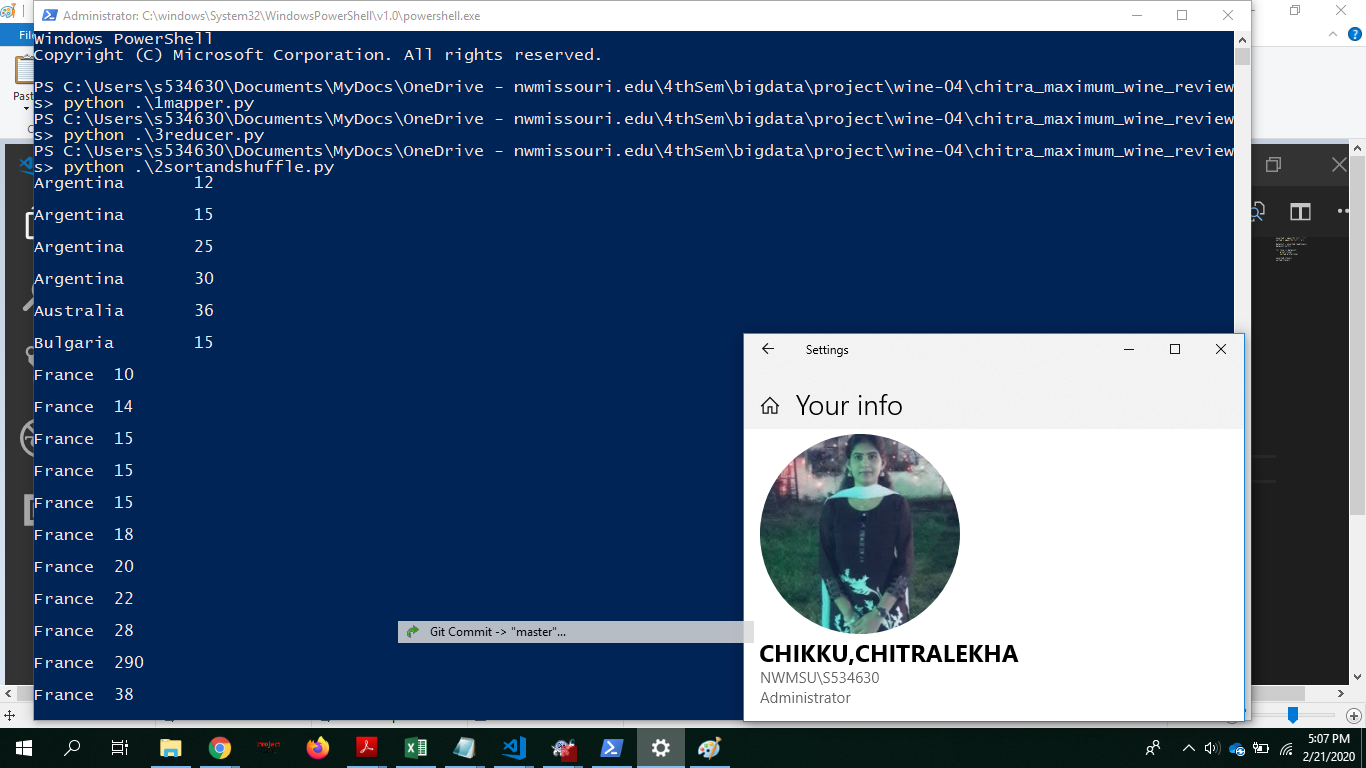 Administrator: C:\windows\System32\WindowsPowerShell\v1.0\powershell.exe
Windows PowerShell
Copyright (C) Microsoft Corporation. All rights reserved.
PS C:\Users\s534630\Documents\MyDocs\OneDrive - nwmissouri.edu\4thSem\bigdata\project\wine-04\chitra_maximum_wine_review
s> python .\1mapper.py
PS C:\Users\s534630\Documents\MyDocs\OneDrive - nwmissouri.edu\4thSem\bigdata\project\wine-04\chitra_maximum_wine_review
s> python .\3reducer.py
PS C:\Users\s534630\Documents\MyDocs\OneDrive - nwmissouri.edu\4thSem\bigdata\project\wine-04\chitra_maximum_wine_review
s> python .\2sortandshuffle.py
Argentina 12
Argentina 15
Argentina 25
Argentina 30
Australia 36
Bulgaria 15
France 10
France 14
France 15
France 15
France 15
France 18
France 20
France 22
France 28
France 290
France 38
Git Commit -> "master"...
Settings
Your info
CHIKKU,CHITRALEKHA
NWMSU\S534630
Administrator
Fil
Past
5:07 PM
2/21/2020